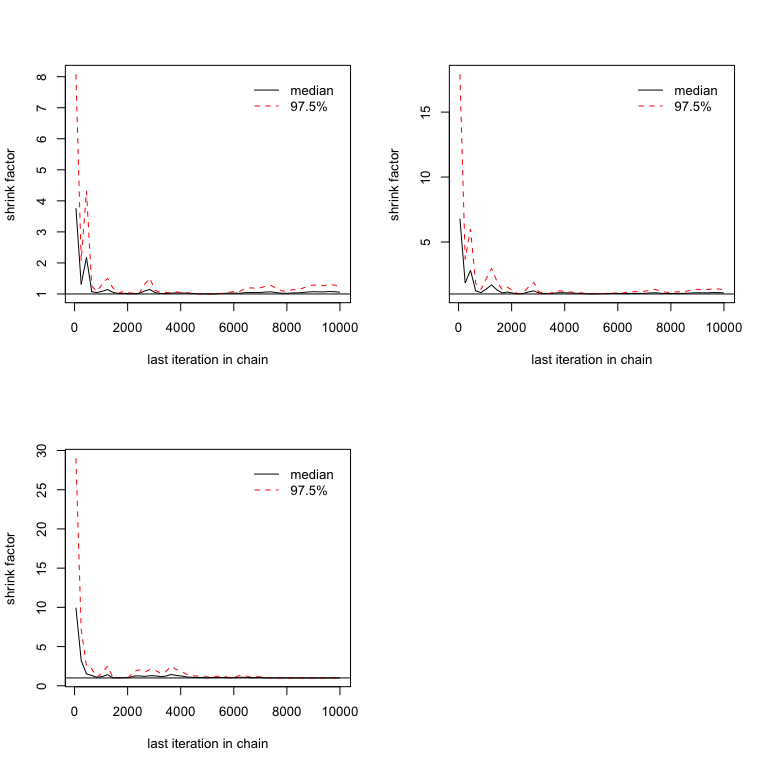 median
97.5%
shrink factor
1 2 3 4 5 6 7 8
0 2000 4000 6000 8000 10000
last iteration in chain
median
97.5%
shrink factor
5 10 15
0 2000 4000 6000 8000 10000
last iteration in chain
median
97.5%
shrink factor
0 5 10 15 20 25 30
0 2000 4000 6000 8000 10000
last iteration in chain